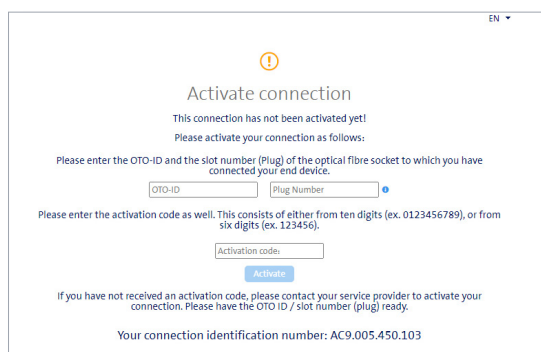 EN
Activate connection
This connection has not been activated yet!
Please activate your connection as follows:
Please enter the OTO-ID and the slot number (Plug) of the optical fibre socket to which you have
connected your end device.
OTO-ID Plug Number
Please enter the activation code as well. This consists of either from ten digits (ex. 0123456789), or from
six digits (ex. 123456).
Activation code:
Activate
If you have not received an activation code, please contact your service provider to activate your
connection. Please have the OTO ID / slot number (plug) ready.
Your connection identification number: AC9.005.450.103